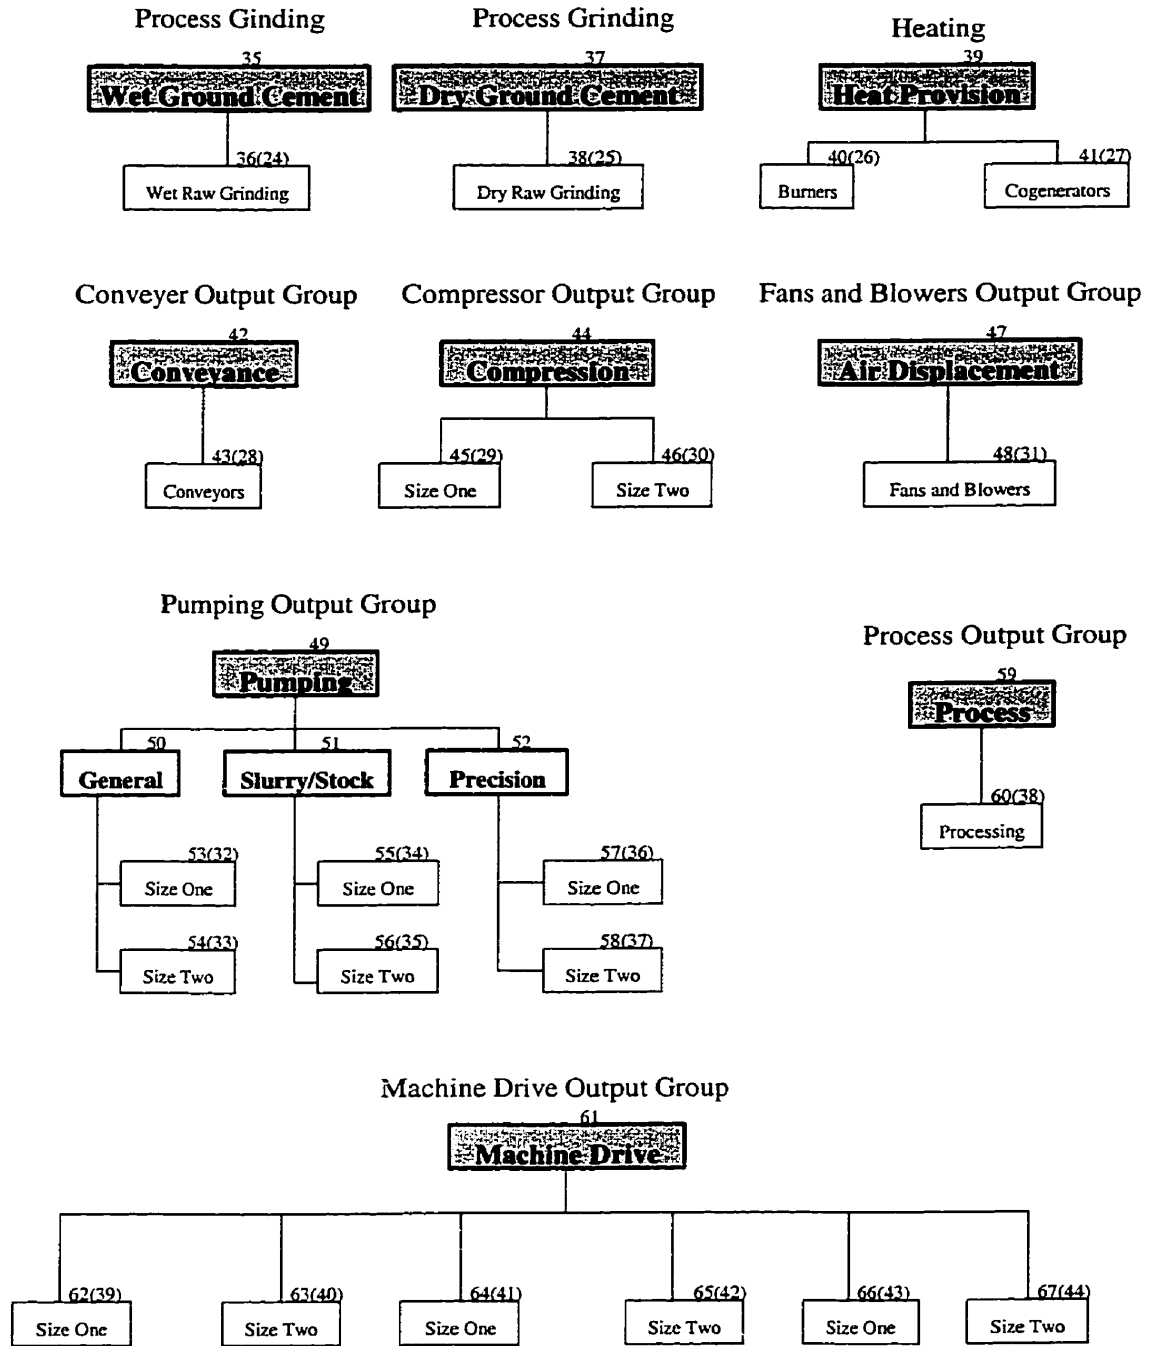 Process Ginding
Process Grinding
Heating
35
Wet Ground Cement
37
Dry Ground Cement
39
Heat Provision
36(24)
Wet Raw Grinding
38(25)
Dry Raw Grinding
40(26)
Burners
41(27)
Cogenerators
Conveyer Output Group
Compressor Output Group
Fans and Blowers Output Group
42
Conveyance
44
Compression
47
Air Displacement
43(28)
Conveyors
45(29)
Size One
46(30)
Size Two
48(31)
Fans and Blowers
Pumping Output Group
49
Pumping
Process Output Group
59
Process
50
General
51
Slurry/Stock
52
Precision
60(38)
Processing
53(32)
Size One
55(34)
Size One
57(36)
Size One
54(33)
Size Two
56(35)
Size Two
58(37)
Size Two
Machine Drive Output Group
61
Machine Drive
62(39)
Size One
63(40)
Size Two
64(41)
Size One
65(42)
Size Two
66(43)
Size One
67(44)
Size Two